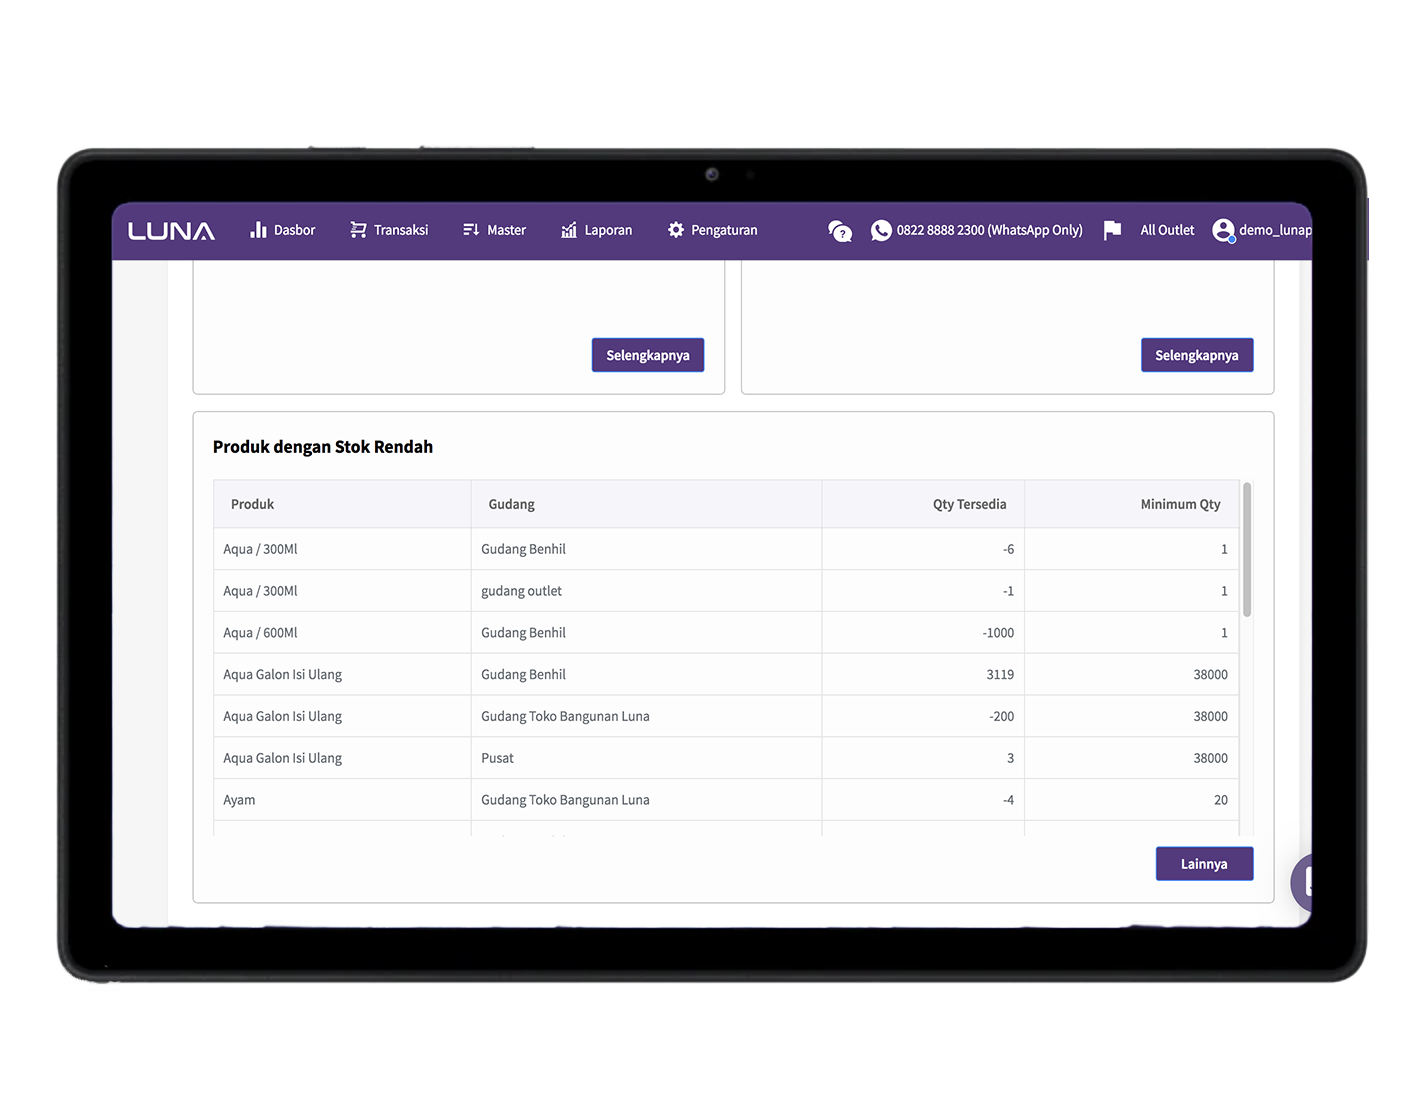 LUNA Dasbor Transaksi Master Laporan Pengaturan 0822 8888 2300 (WhatsApp Only) All Outlet demo_lunap
Selengkapnya Selengkapnya
Produk dengan Stok Rendah
Produk Gudang Qty Tersedia Minimum Qty
Aqua / 300Ml Gudang Benhil -6 1
Aqua / 300Ml gudang outlet -1 1
Aqua / 600Ml Gudang Benhil -1000 1
Aqua Galon Isi Ulang Gudang Benhil 3119 38000
Aqua Galon Isi Ulang Gudang Toko Bangunan Luna -200 38000
Aqua Galon Isi Ulang Pusat 3 38000
Ayam Gudang Toko Bangunan Luna -4 20
Lainnya